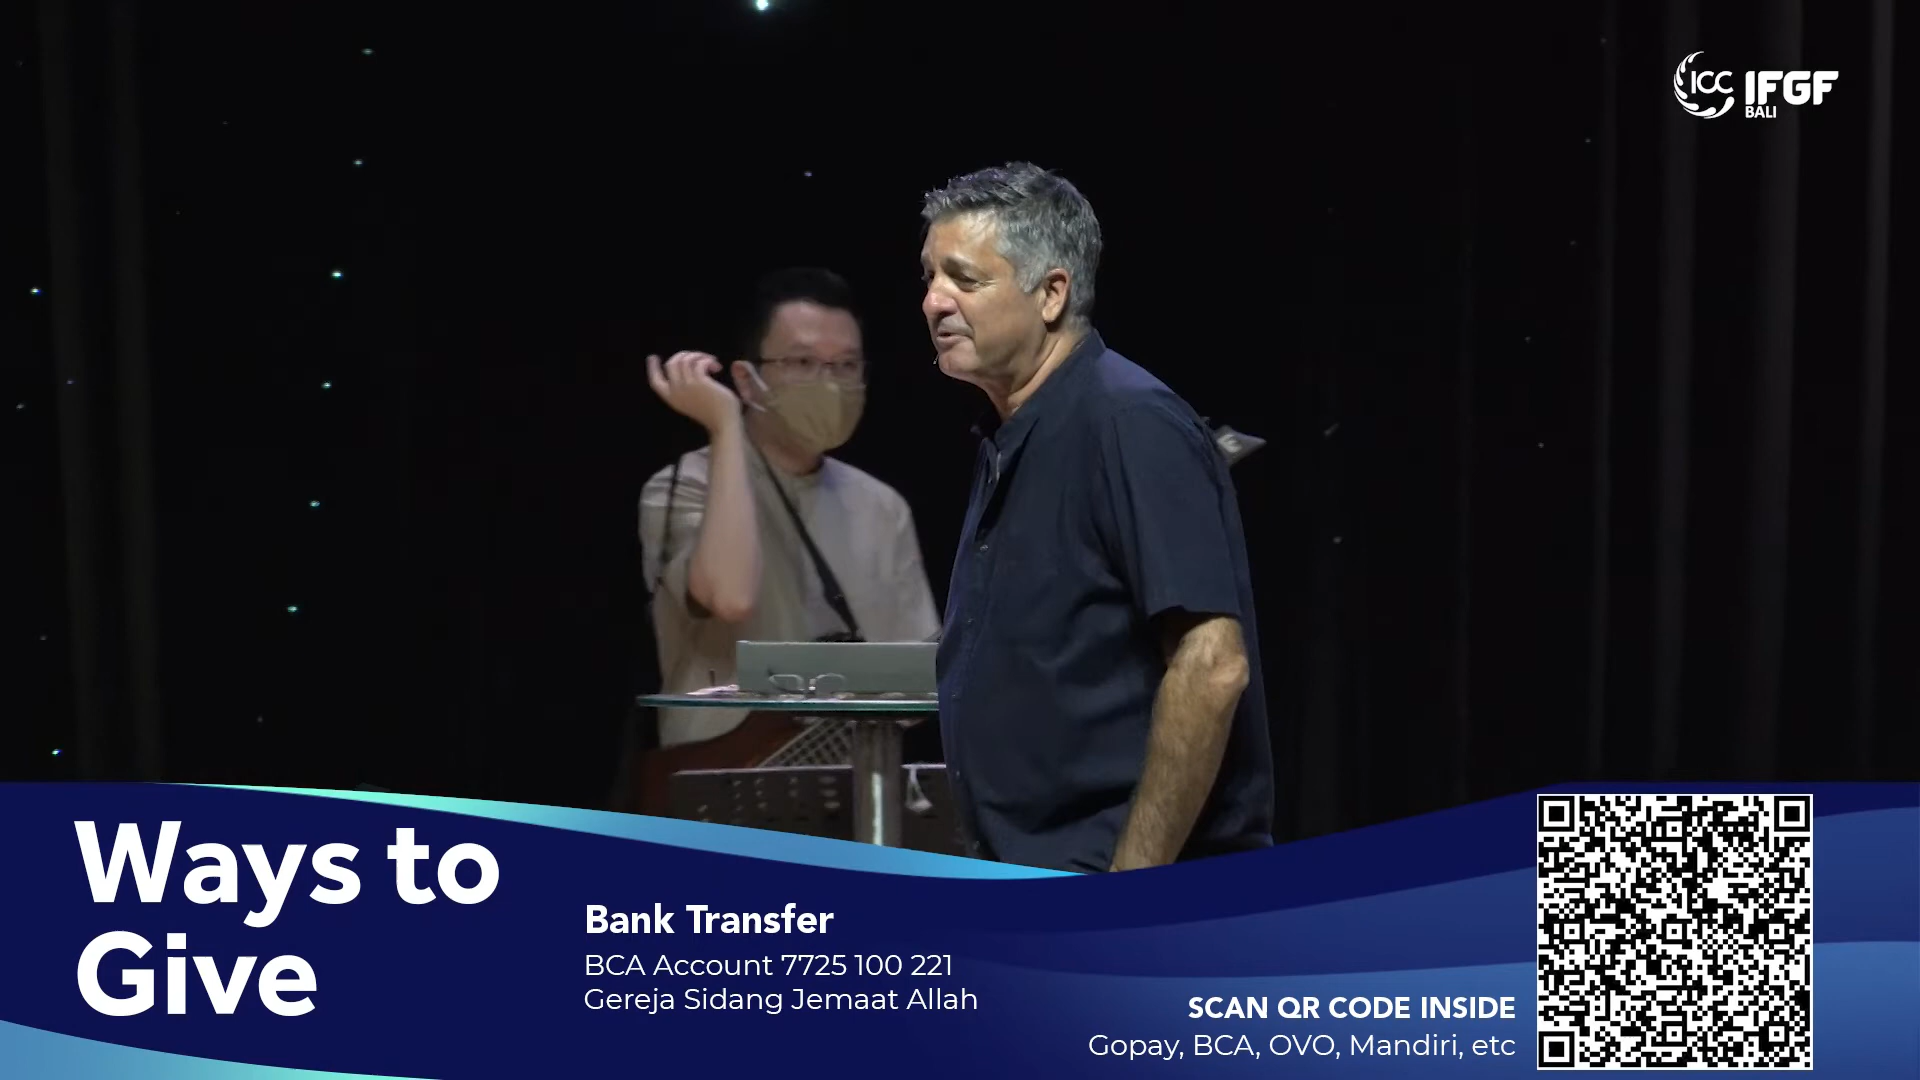 ICC IFGF
BALI
Ways to
Give
Bank Transfer
BCA Account 7725 100 221
Gereja Sidang Jemaat Allah
SCAN QR CODE INSIDE
Gopay, BCA, OVO, Mandiri, etc